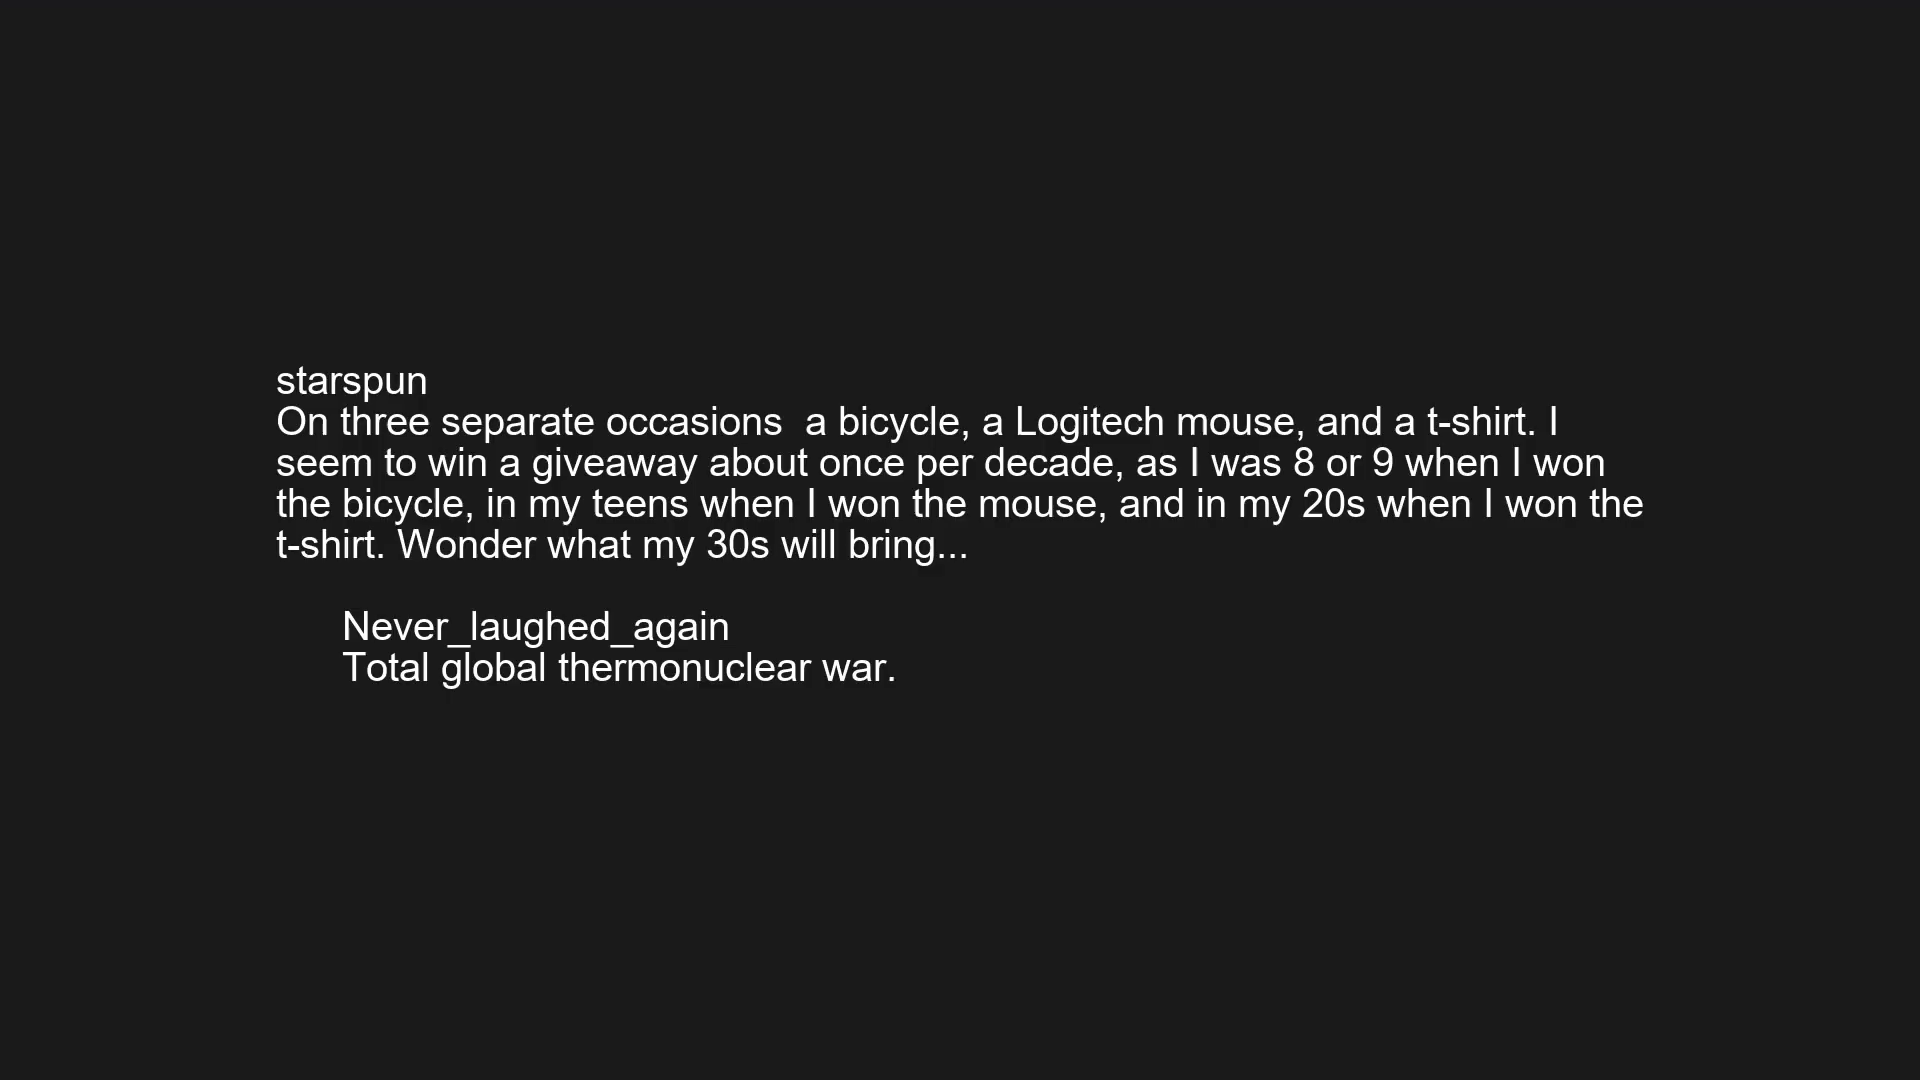 starspun
On three separate occasions  a bicycle, a Logitech mouse, and a t-shirt. I
seem to win a giveaway about once per decade, as I was 8 or 9 when I won
the bicycle, in my teens when I won the mouse, and in my 20s when I won the
t-shirt. Wonder what my 30s will bring...
Never_laughed_again
Total global thermonuclear war.